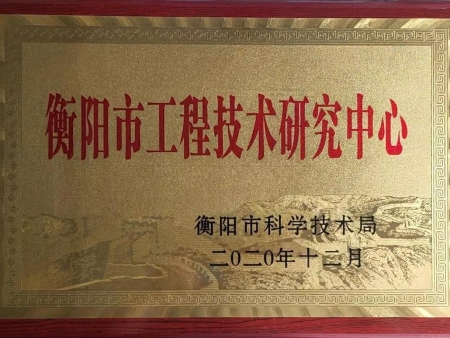 衡阳市工程技术研究中心
衡阳市科学技术局
二〇二〇年十二月